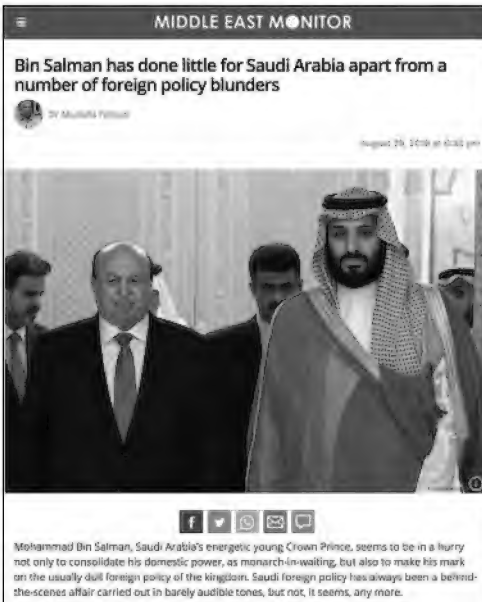 MIDDLE EAST MONITOR
Bin Salman has done little for Saudi Arabia apart from a
number of foreign policy blunders
Dr
August
Mohammad Bin Salman, Saudi Arabia's energetic young Crown Prince, seems to be in a hurry
not only to consolidate his domestic power, as monarch-in-waiting, but also to make his mark
on the usually dull foreign policy of the kingdom. Saudi foreign policy has always been a behind-
the-scenes affair carried out in barely audible tones, but not, it seems, any more.